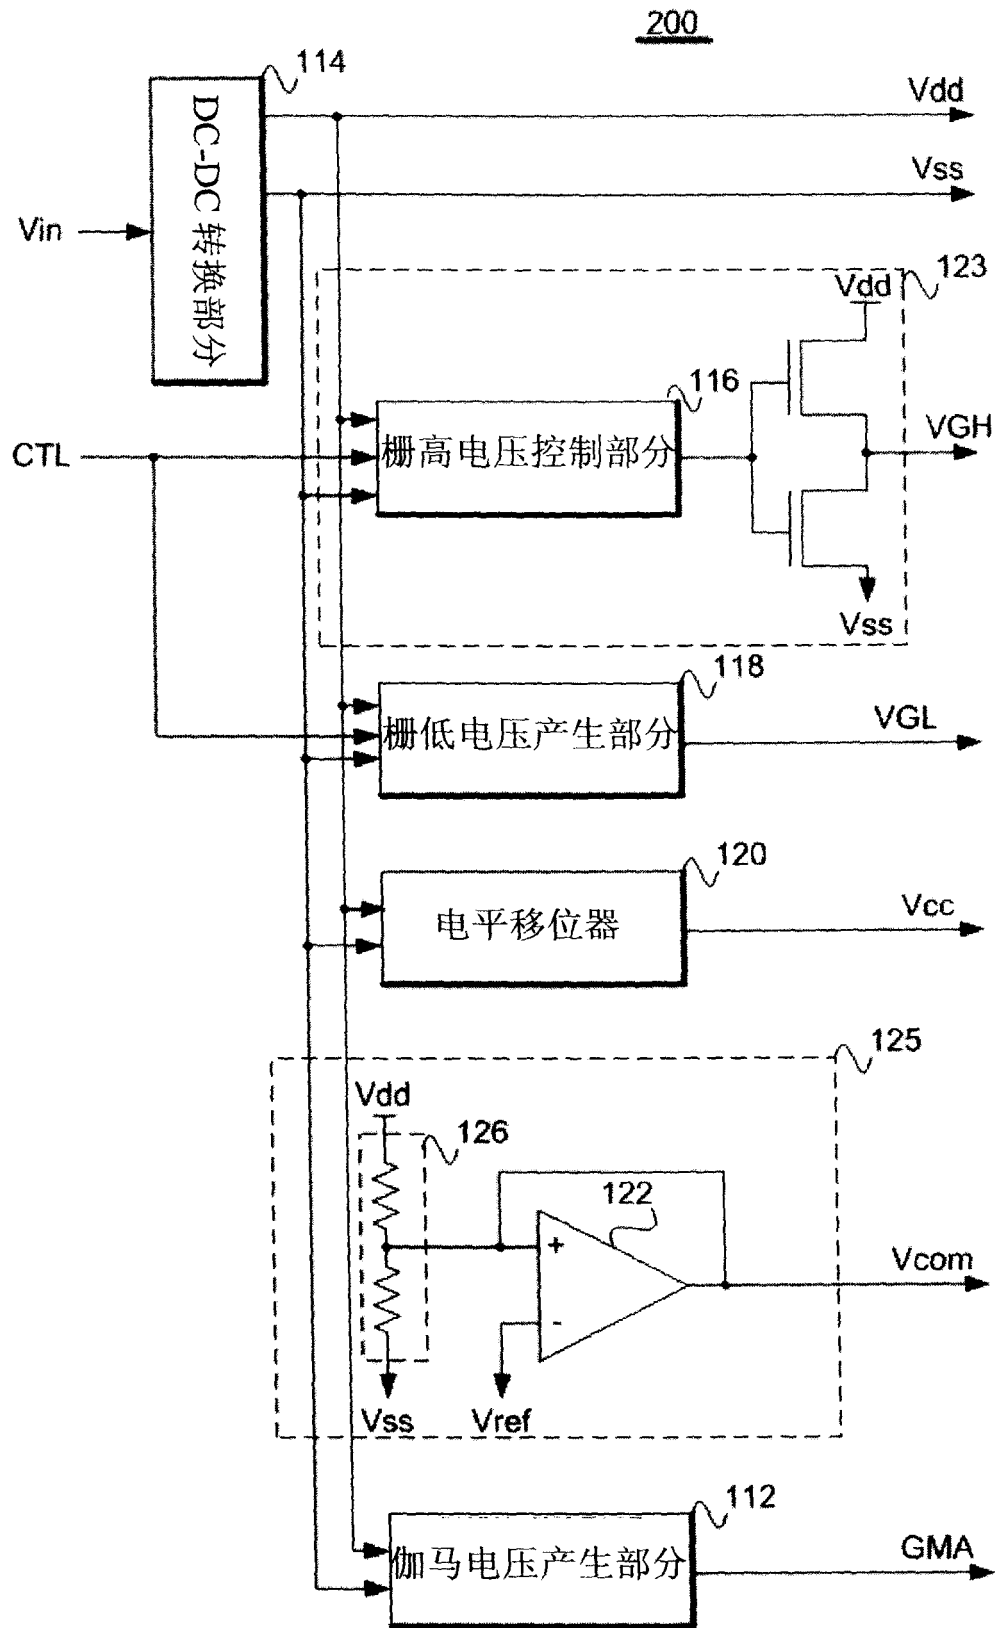 200
114
DC-DC转换部分
Vdd
Vss
Vin
123
Vdd
116
栅高电压控制部分
CTL
VGH
Vss
118
栅低电压产生部分
VGL
120
电平移位器
Vcc
125
Vdd
126
122
+
-
Vcom
Vss
Vref
112
伽马电压产生部分
GMA